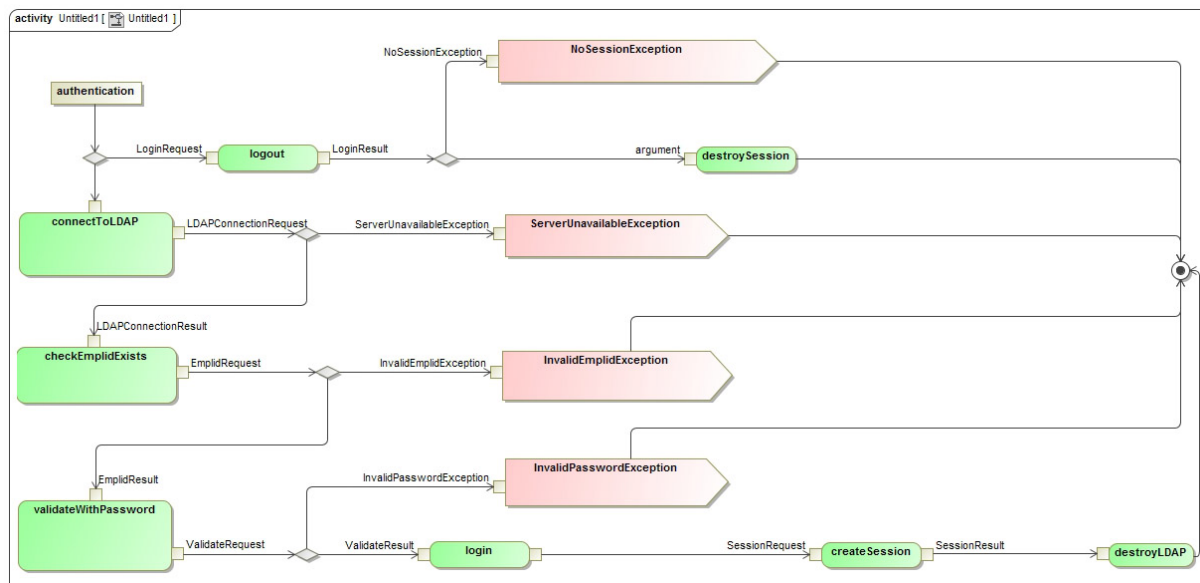 activity Untitled1 [ Untitled1 ]
NoSessionException
NoSessionException
authentication
LoginRequest
logout
LoginResult
argument
destroySession
connectToLDAP
LDAPConnectionRequest
ServerUnavailableException
ServerUnavailableException
LDAPConnectionResult
checkEmplidExists
EmplidRequest
InvalidEmplidException
InvalidEmplidException
EmplidResult
InvalidPasswordException
InvalidPasswordException
validateWithPassword
ValidateRequest
ValidateResult
login
SessionRequest
createSession
SessionResult
destroyLDAP